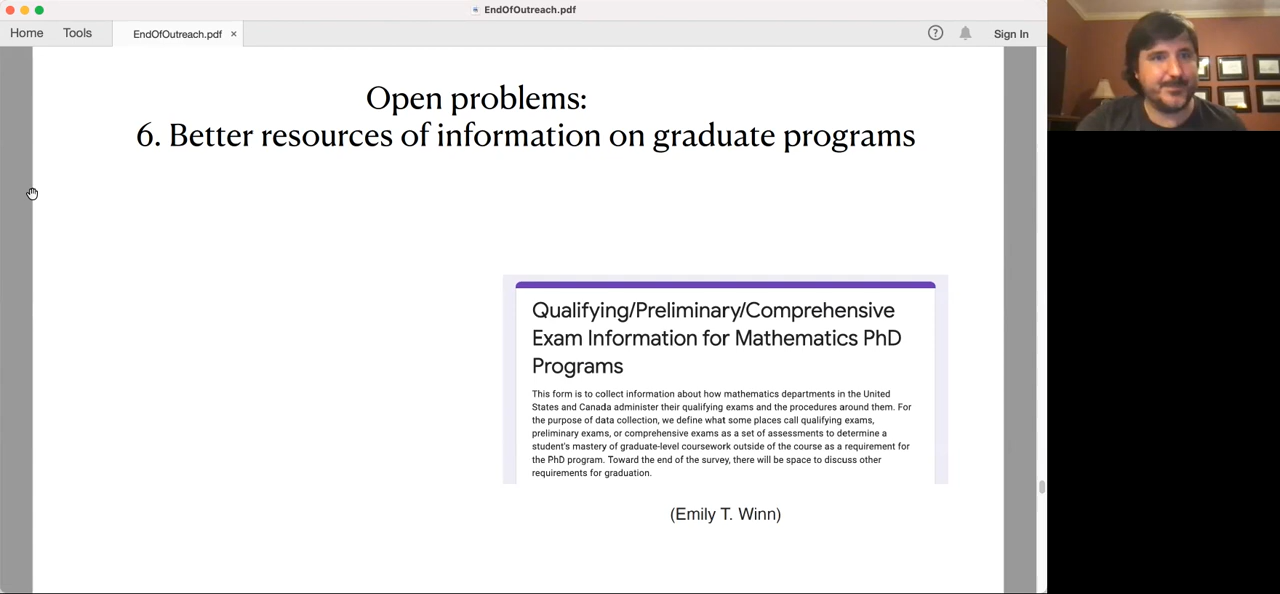 EndOfOutreach.pdf
Home Tools EndOfOutreach.pdf × ? Sign In
Open problems:
6. Better resources of information on graduate programs
Qualifying/Preliminary/Comprehensive
Exam Information for Mathematics PhD
Programs
This form is to collect information about how mathematics departments in the United
States and Canada administer their qualifying exams and the procedures around them. For
the purpose of data collection, we define what some places call qualifying exams,
preliminary exams, or comprehensive exams as a set of assessments to determine a
student's mastery of graduate-level coursework outside of the course as a requirement for
the PhD program. Toward the end of the survey, there will be space to discuss other
requirements for graduation.
(Emily T. Winn)